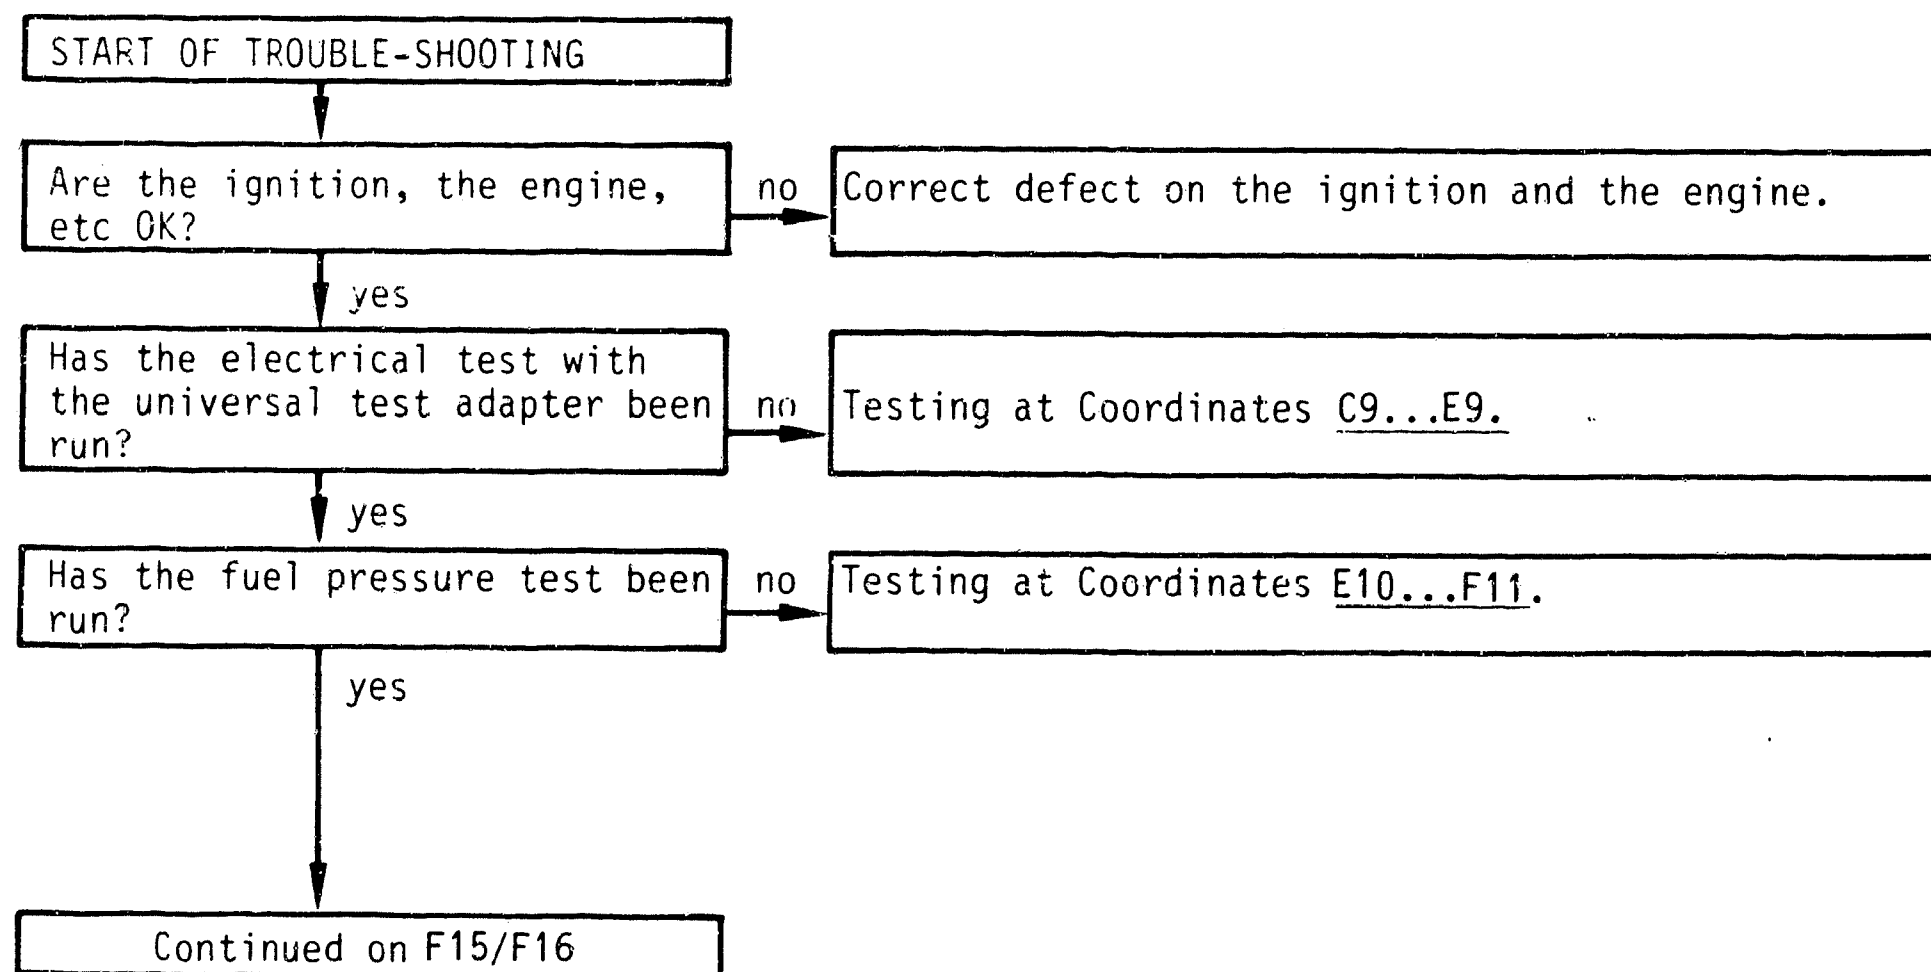 START OF TROUBLE-SHOOTING
Are the ignition, the engine,
etc OK?
no
Correct defect on the ignition and the engine.
yes
Has the electrical test with
the universal test adapter been
run?
no
Testing at Coordinates C9...E9.
yes
Has the fuel pressure test been
run?
no
Testing at Coordinates E10...F11.
yes
Continued on F15/F16